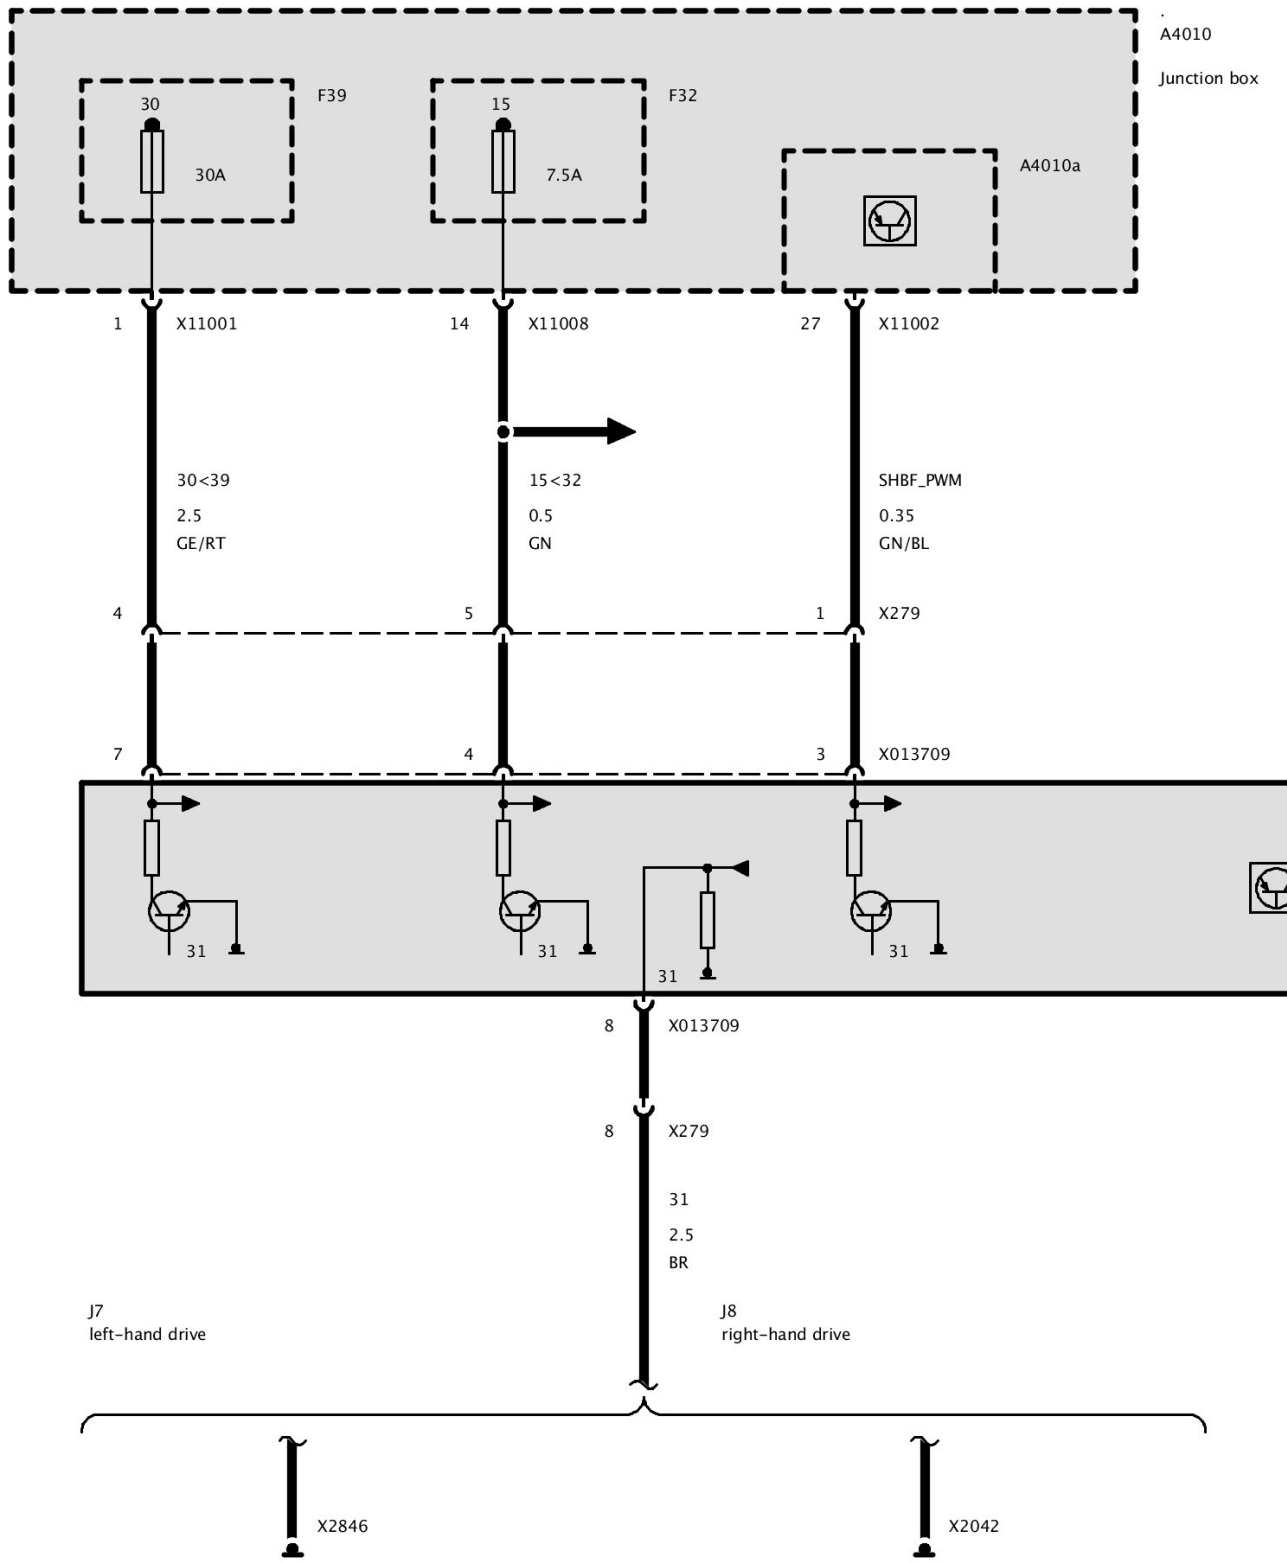 A4010
Junction box
F39
30
30A
F32
15
7.5A
A4010a
1 X11001
14 X11008
27 X11002
30<39
2.5
GE/RT
15<32
0.5
GN
SHBF_PWM
0.35
GN/BL
4 5 1 X279
7 4 3 X013709
31 31 31
31
8 X013709
8 X279
31
2.5
BR
J7
left-hand drive
J8
right-hand drive
X2846
X2042